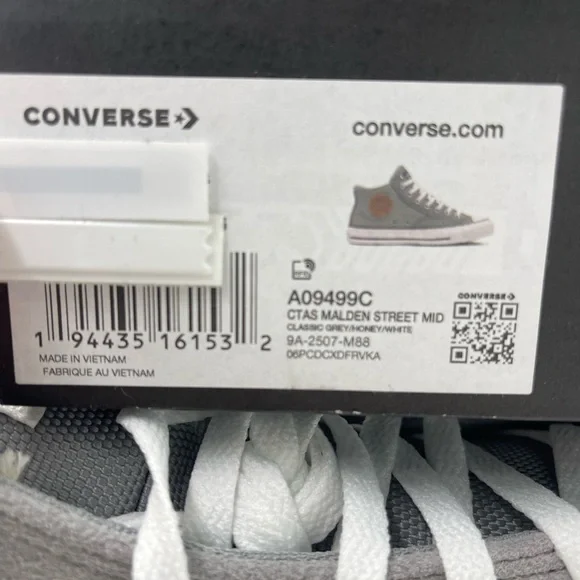 CONVERSE
converse.com
A09499C
CTAS MALDEN STREET MID
CLASSIC GREY/HONEY/WHITE
9A-2507-M88
06PCDCXDFRVKA
CONVERSE
1 94435 16153 2
MADE IN VIETNAM
FABRIQUE AU VIETNAM